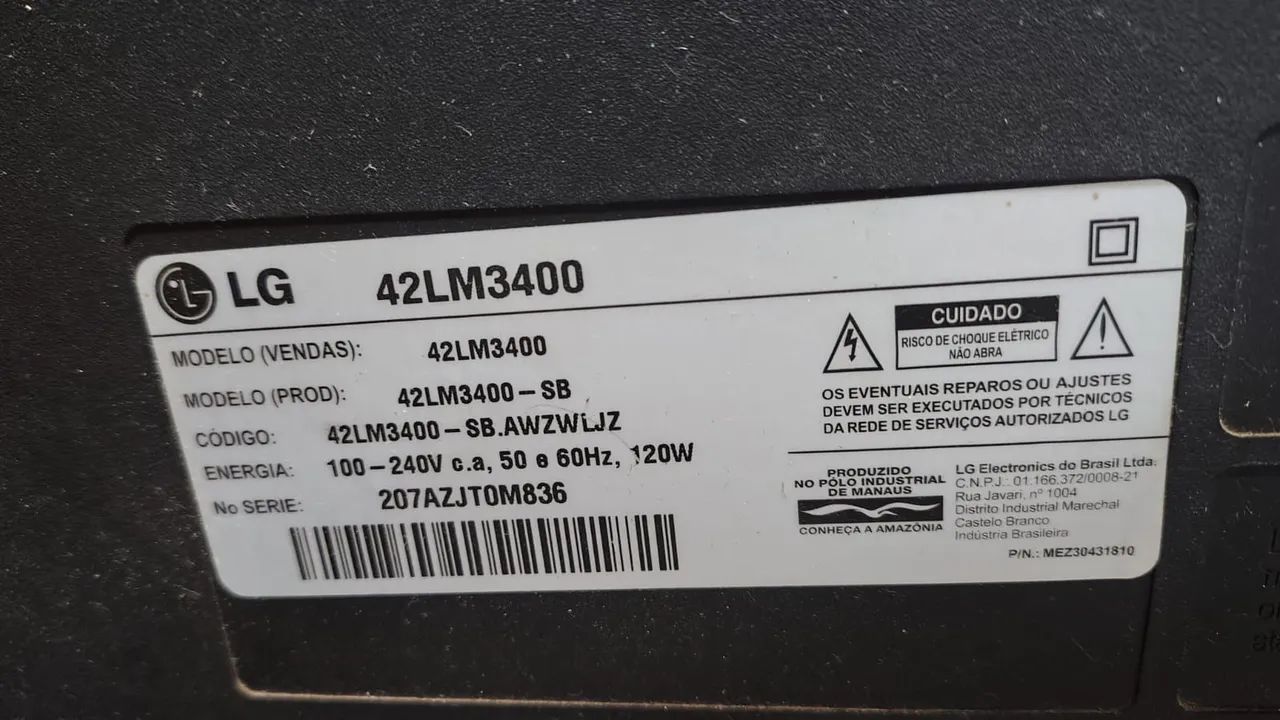 LG 42LM3400
MODELO (VENDAS): 42LM3400
MODELO (PROD): 42LM3400-SB
CÓDIGO: 42LM3400-SB.AWZWLJZ
ENERGIA: 100-240V c.a, 50 e 60Hz, 120W
No SERIE: 207AZJT0M836
CUIDADO
RISCO DE CHOQUE ELÉTRICO
NÃO ABRA
OS EVENTUAIS REPAROS OU AJUSTES
DEVEM SER EXECUTADOS POR TÉCNICOS
DA REDE DE SERVIÇOS AUTORIZADOS LG
PRODUZIDO
NO PÓLO INDUSTRIAL
DE MANAUS
CONHEÇA A AMAZÔNIA
LG Electronics do Brasil Ltda.
C.N.P.J.: 01.166.372/0008-21
Rua Javari, nº 1004
Distrito Industrial Marechal
Castelo Branco
Indústria Brasileira
P/N.: MEZ30431810